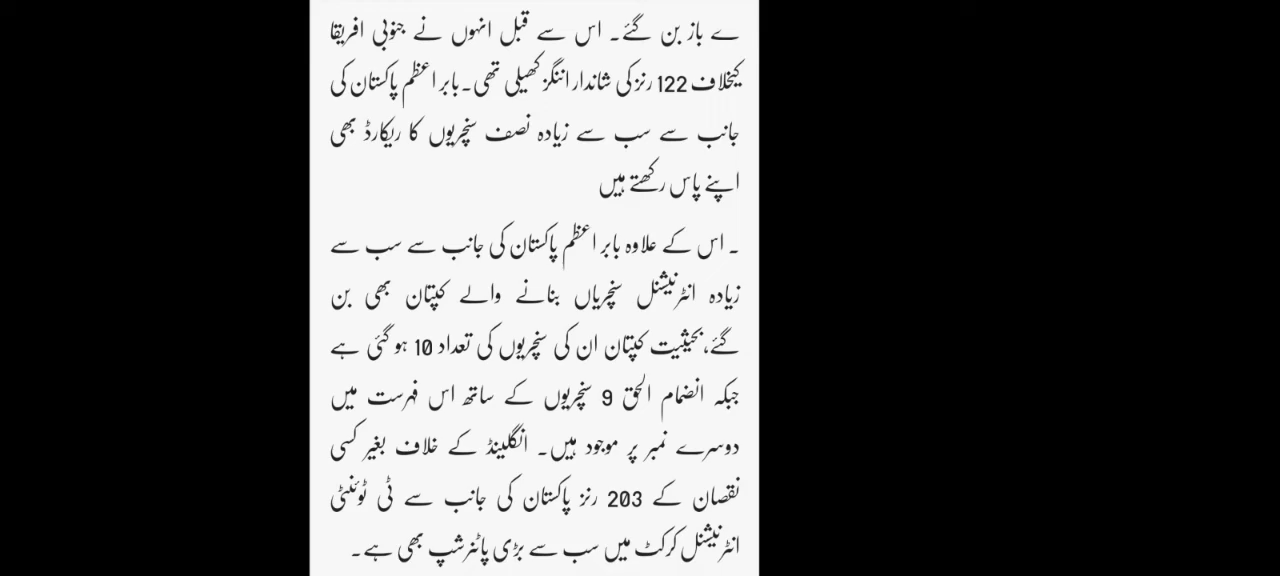 ے باز بن گئے۔ اس سے قبل انہوں نے جنوبی افریقا
کیخلاف 122 رنز کی شاندار اننگز کھیلی تھی۔بابر اعظم پاکستان کی
جانب سے سب سے زیادہ نصف سنچریوں کا ریکارڈ بھی
اپنے پاس رکھتے ہیں
۔ اس کے علاوہ بابر اعظم پاکستان کی جانب سے سب سے
زیادہ انٹرنیشنل سنچریاں بنانے والے کپتان بھی بن
گئے،بحیثیت کپتان ان کی سنچریوں کی تعداد 10 ہو گئی ہے
جبکہ انضمام الحق 9 سنچریوں کے ساتھ اس فہرست میں
دوسرے نمبر پر موجود ہیں۔ انگلینڈ کے خلاف بغیر کسی
نقصان کے 203 رنز پاکستان کی جانب سے ٹی ٹوئنٹی
انٹرنیشنل کرکٹ میں سب سے بڑی پاٹنرشپ بھی ہے۔